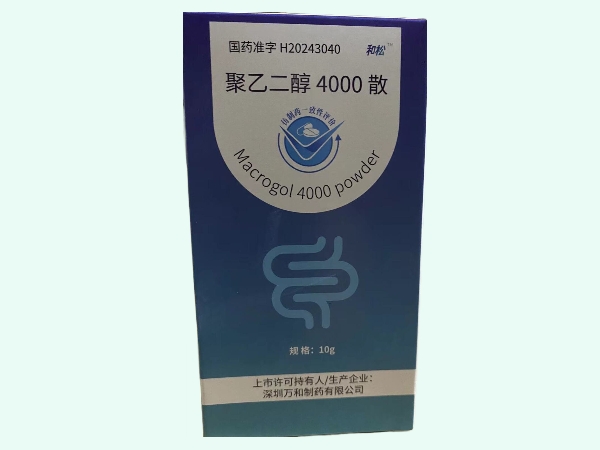 国药准字 H20243040 和松™
聚乙二醇 4000 散
仿制药一致性评价
Macrogol 4000 powder
规格：10g
上市许可持有人/生产企业：
深圳万和制药有限公司